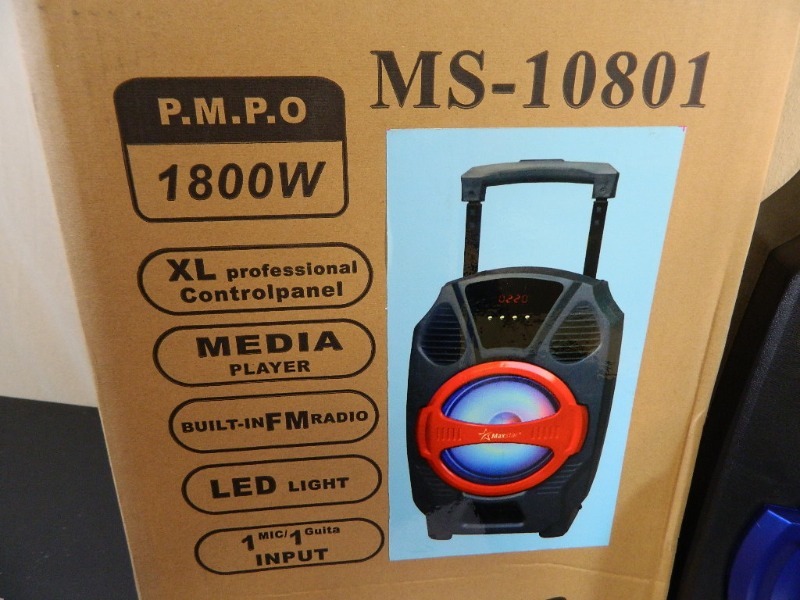 MS-10801
P.M.P.O
1800W
XL professional
Controlpanel
MEDIA
PLAYER
BUILT-IN FM RADIO
LED LIGHT
1 MIC/1 Guita
INPUT
0220
Maxstar